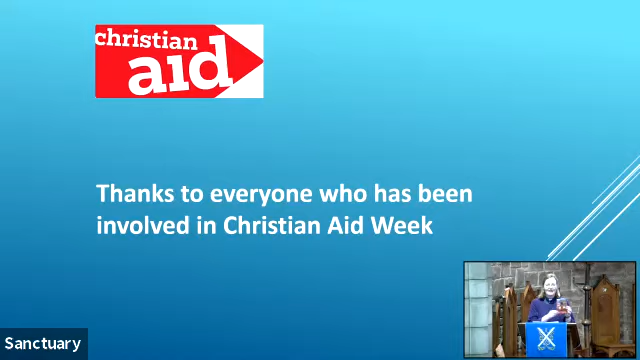 christian
aid
Thanks to everyone who has been
involved in Christian Aid Week
Sanctuary